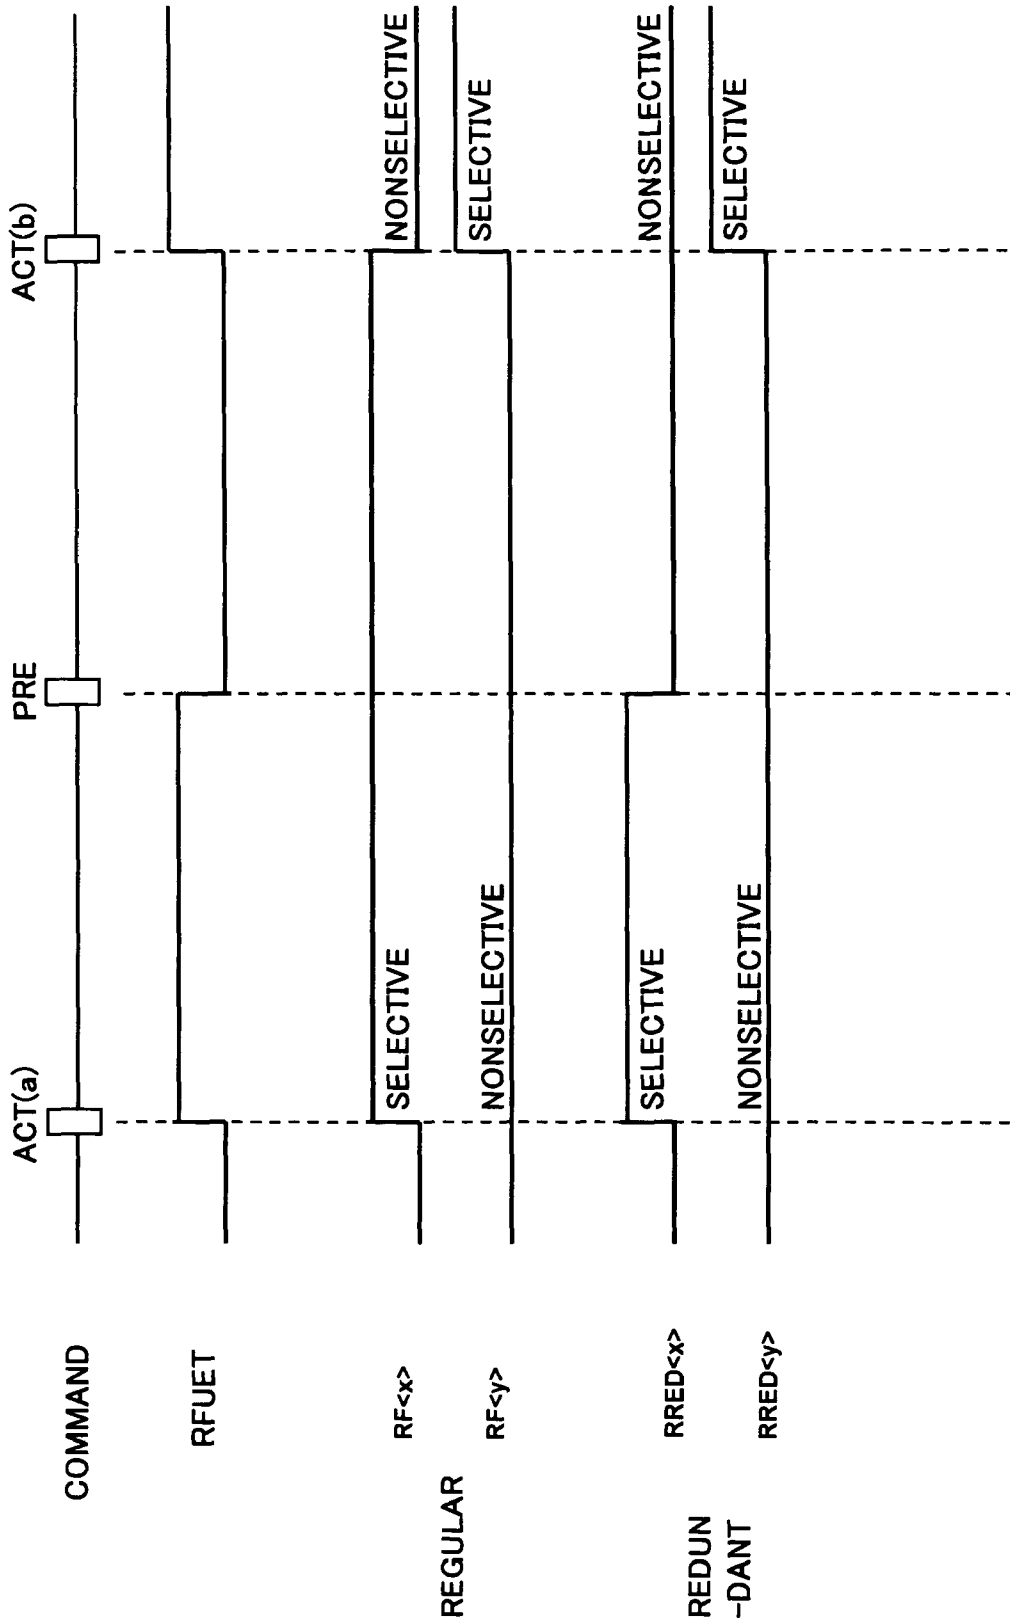 ACT(a)
PRE
ACT(b)
COMMAND
RFUET
REGULAR
RF<x>
SELECTIVE
NONSELECTIVE
RF<y>
NONSELECTIVE
SELECTIVE
REDUN
-DANT
RRED<x>
SELECTIVE
NONSELECTIVE
RRED<y>
NONSELECTIVE
SELECTIVE